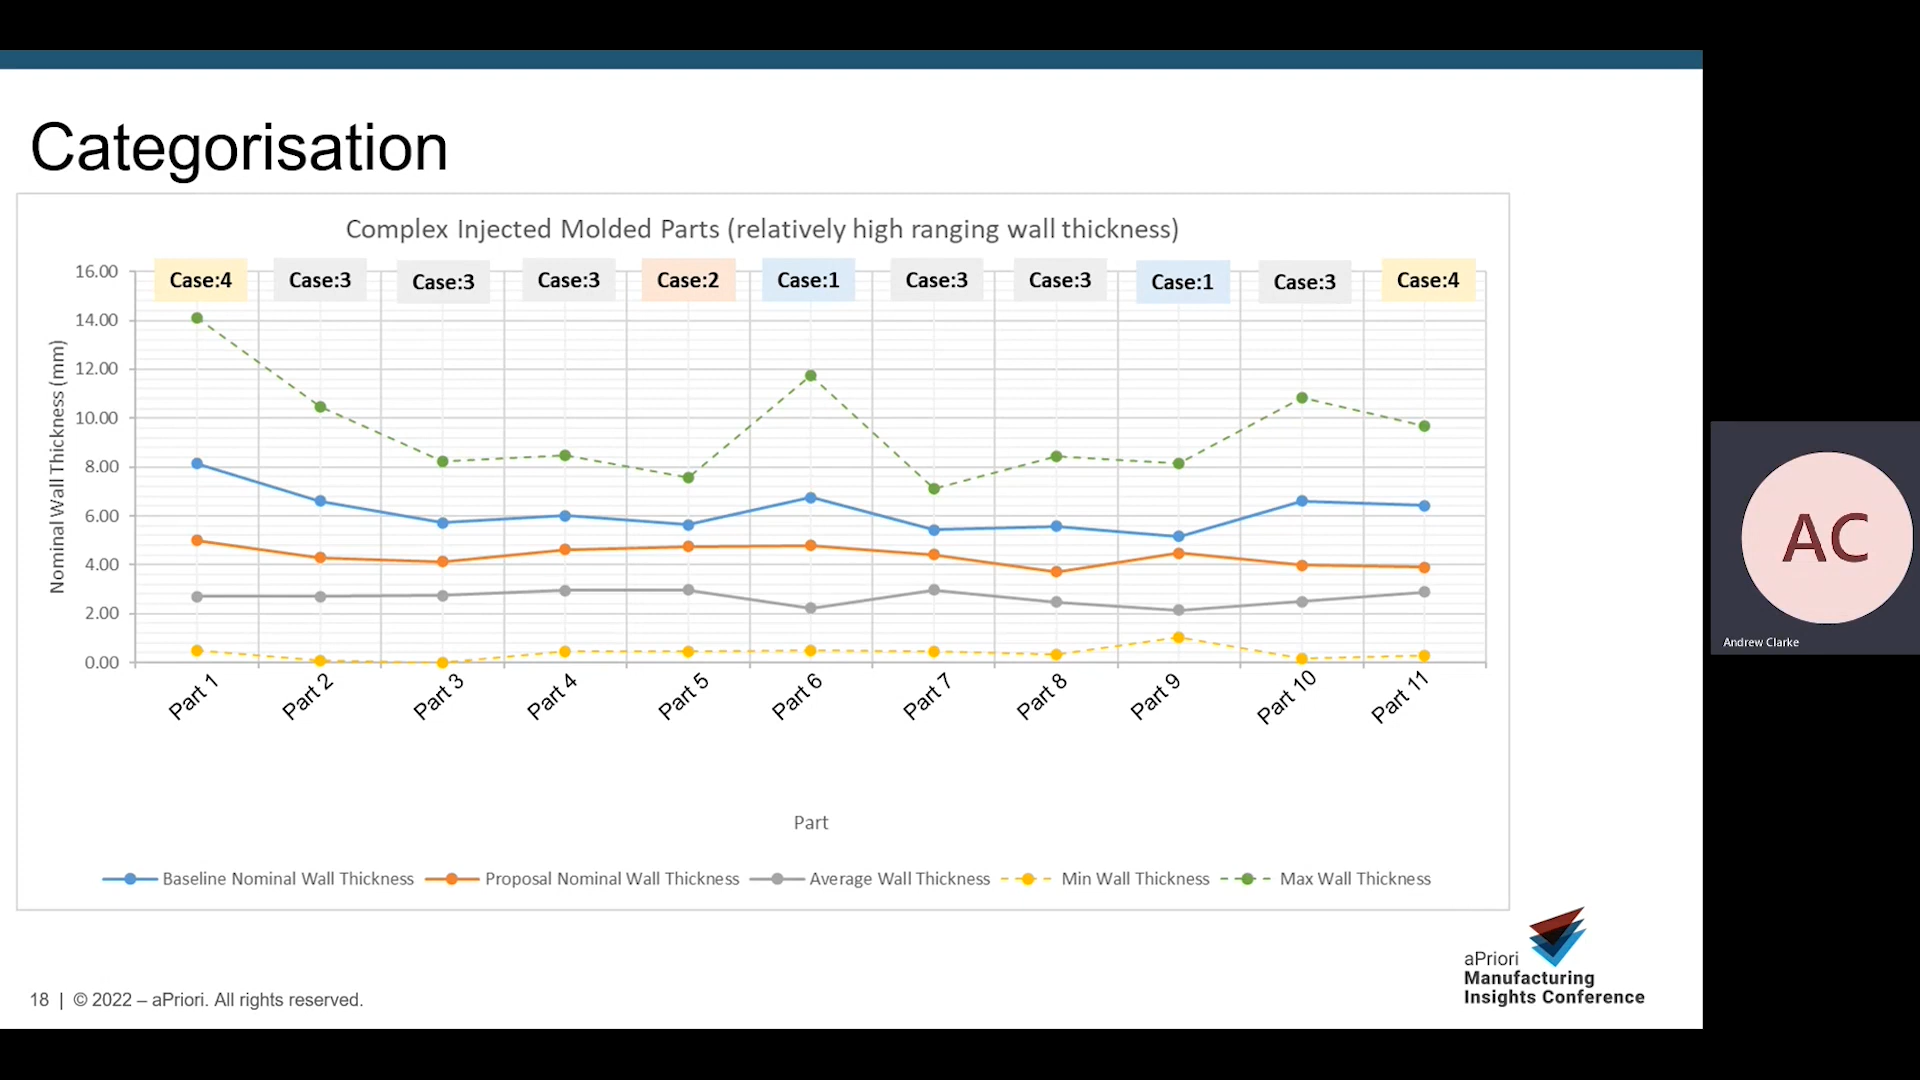 Categorisation
Complex Injected Molded Parts (relatively high ranging wall thickness)
Case:4 Case:3 Case:3 Case:3 Case:2 Case:1 Case:3 Case:3 Case:1 Case:3 Case:4
Nominal Wall Thickness (mm)
16.00
14.00
12.00
10.00
8.00
6.00
4.00
2.00
0.00
Part 1 Part 2 Part 3 Part 4 Part 5 Part 6 Part 7 Part 8 Part 9 Part 10 Part 11
Part
Baseline Nominal Wall Thickness Proposal Nominal Wall Thickness Average Wall Thickness Min Wall Thickness Max Wall Thickness
AC
Andrew Clarke
aPriori
Manufacturing
Insights Conference
18 | © 2022 – aPriori. All rights reserved.